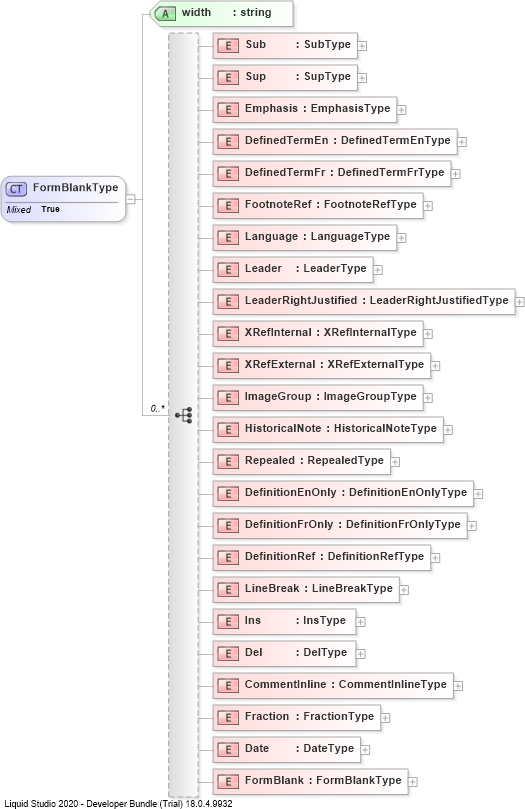 A width : string
E Sub : SubType
E Sup : SupType
E Emphasis : EmphasisType
E DefinedTermEn : DefinedTermEnType
E DefinedTermFr : DefinedTermFrType
CT FormBlankType
Mixed True
E FootnoteRef : FootnoteRefType
E Language : LanguageType
E Leader : LeaderType
E LeaderRightJustified : LeaderRightJustifiedType
E XRefInternal : XRefInternalType
E XRefExternal : XRefExternalType
E ImageGroup : ImageGroupType
0..*
E HistoricalNote : HistoricalNoteType
E Repealed : RepealedType
E DefinitionEnOnly : DefinitionEnOnlyType
E DefinitionFrOnly : DefinitionFrOnlyType
E DefinitionRef : DefinitionRefType
E LineBreak : LineBreakType
E Ins : InsType
E Del : DelType
E CommentInline : CommentInlineType
E Fraction : FractionType
E Date : DateType
E FormBlank : FormBlankType
Liquid Studio 2020 - Developer Bundle (Trial) 18.0.4.9932